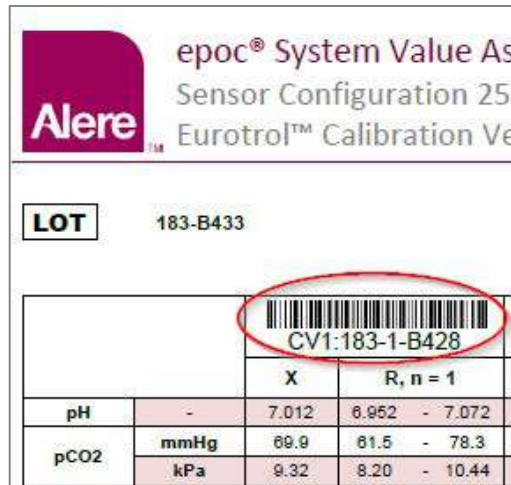 Alere TM
epoc® System Value As
Sensor Configuration 25
Eurotrol™ Calibration Ve
LOT 183-B433
CV1:183-1-B428
X R, n = 1
pH - 7.012 6.952 - 7.072
pCO2 mmHg 69.9 61.5 - 78.3
kPa 9.32 8.20 - 10.44